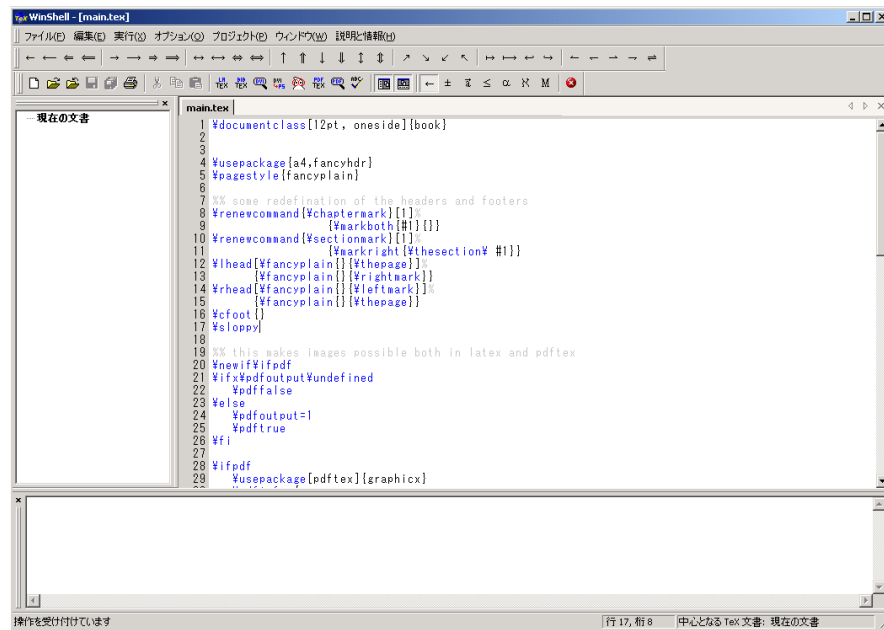 WinShell - [main.tex]
ファイル(F) 編集(E) 実行(X) オプション(O) プロジェクト(P) ウィンドウ(W) 説明と情報(H)
現在の文書
main.tex
1 ¥documentclass[12pt, oneside]{book}
2
3
4 ¥usepackage{a4,fancyhdr}
5 ¥pagestyle{fancyplain}
6
7 %% some redefination of the headers and footers
8 ¥renewcommand{¥chaptermark}[1]%
9 {¥markboth{#1}{}}
10 ¥renewcommand{¥sectionmark}[1]%
11 {¥markright{¥thesection¥ #1}}
12 ¥lhead[¥fancyplain{}{¥thepage}]%
13 {¥fancyplain{}{¥rightmark}}
14 ¥rhead[¥fancyplain{}{¥leftmark}]%
15 {¥fancyplain{}{¥thepage}}
16 ¥cfoot{}
17 ¥sloppy
18
19 %% this makes images possible both in latex and pdftex
20 ¥newif¥ifpdf
21 ¥ifx¥pdfoutput¥undefined
22 ¥pdffalse
23 ¥else
24 ¥pdfoutput=1
25 ¥pdftrue
26 ¥fi
27
28 ¥ifpdf
29 ¥usepackage[pdftex]{graphicx}
操作を受け付けています 行 17, 桁 8 中心となる TeX 文書: 現在の文書